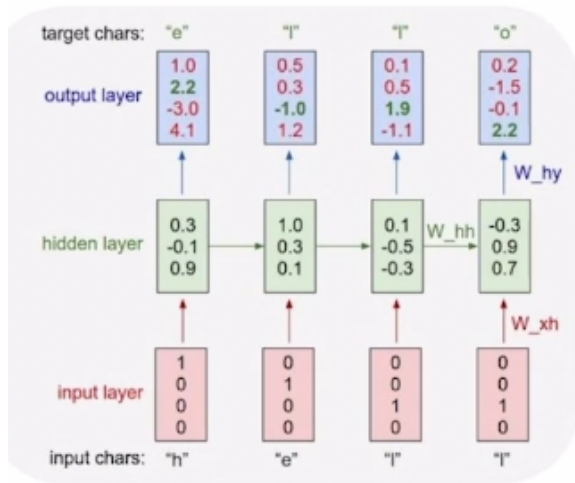 target chars: "e" "l" "l" "o"
output layer
1.0 0.5 0.1 0.2
2.2 0.3 0.5 -1.5
-3.0 -1.0 1.9 -0.1
4.1 1.2 -1.1 2.2
W_hy
hidden layer
0.3 1.0 0.1 -0.3
-0.1 0.3 -0.5 0.9
0.9 0.1 -0.3 0.7
W_hh
W_xh
input layer
1 0 0 0
0 1 0 0
0 0 1 1
0 0 0 0
input chars: "h" "e" "l" "l"